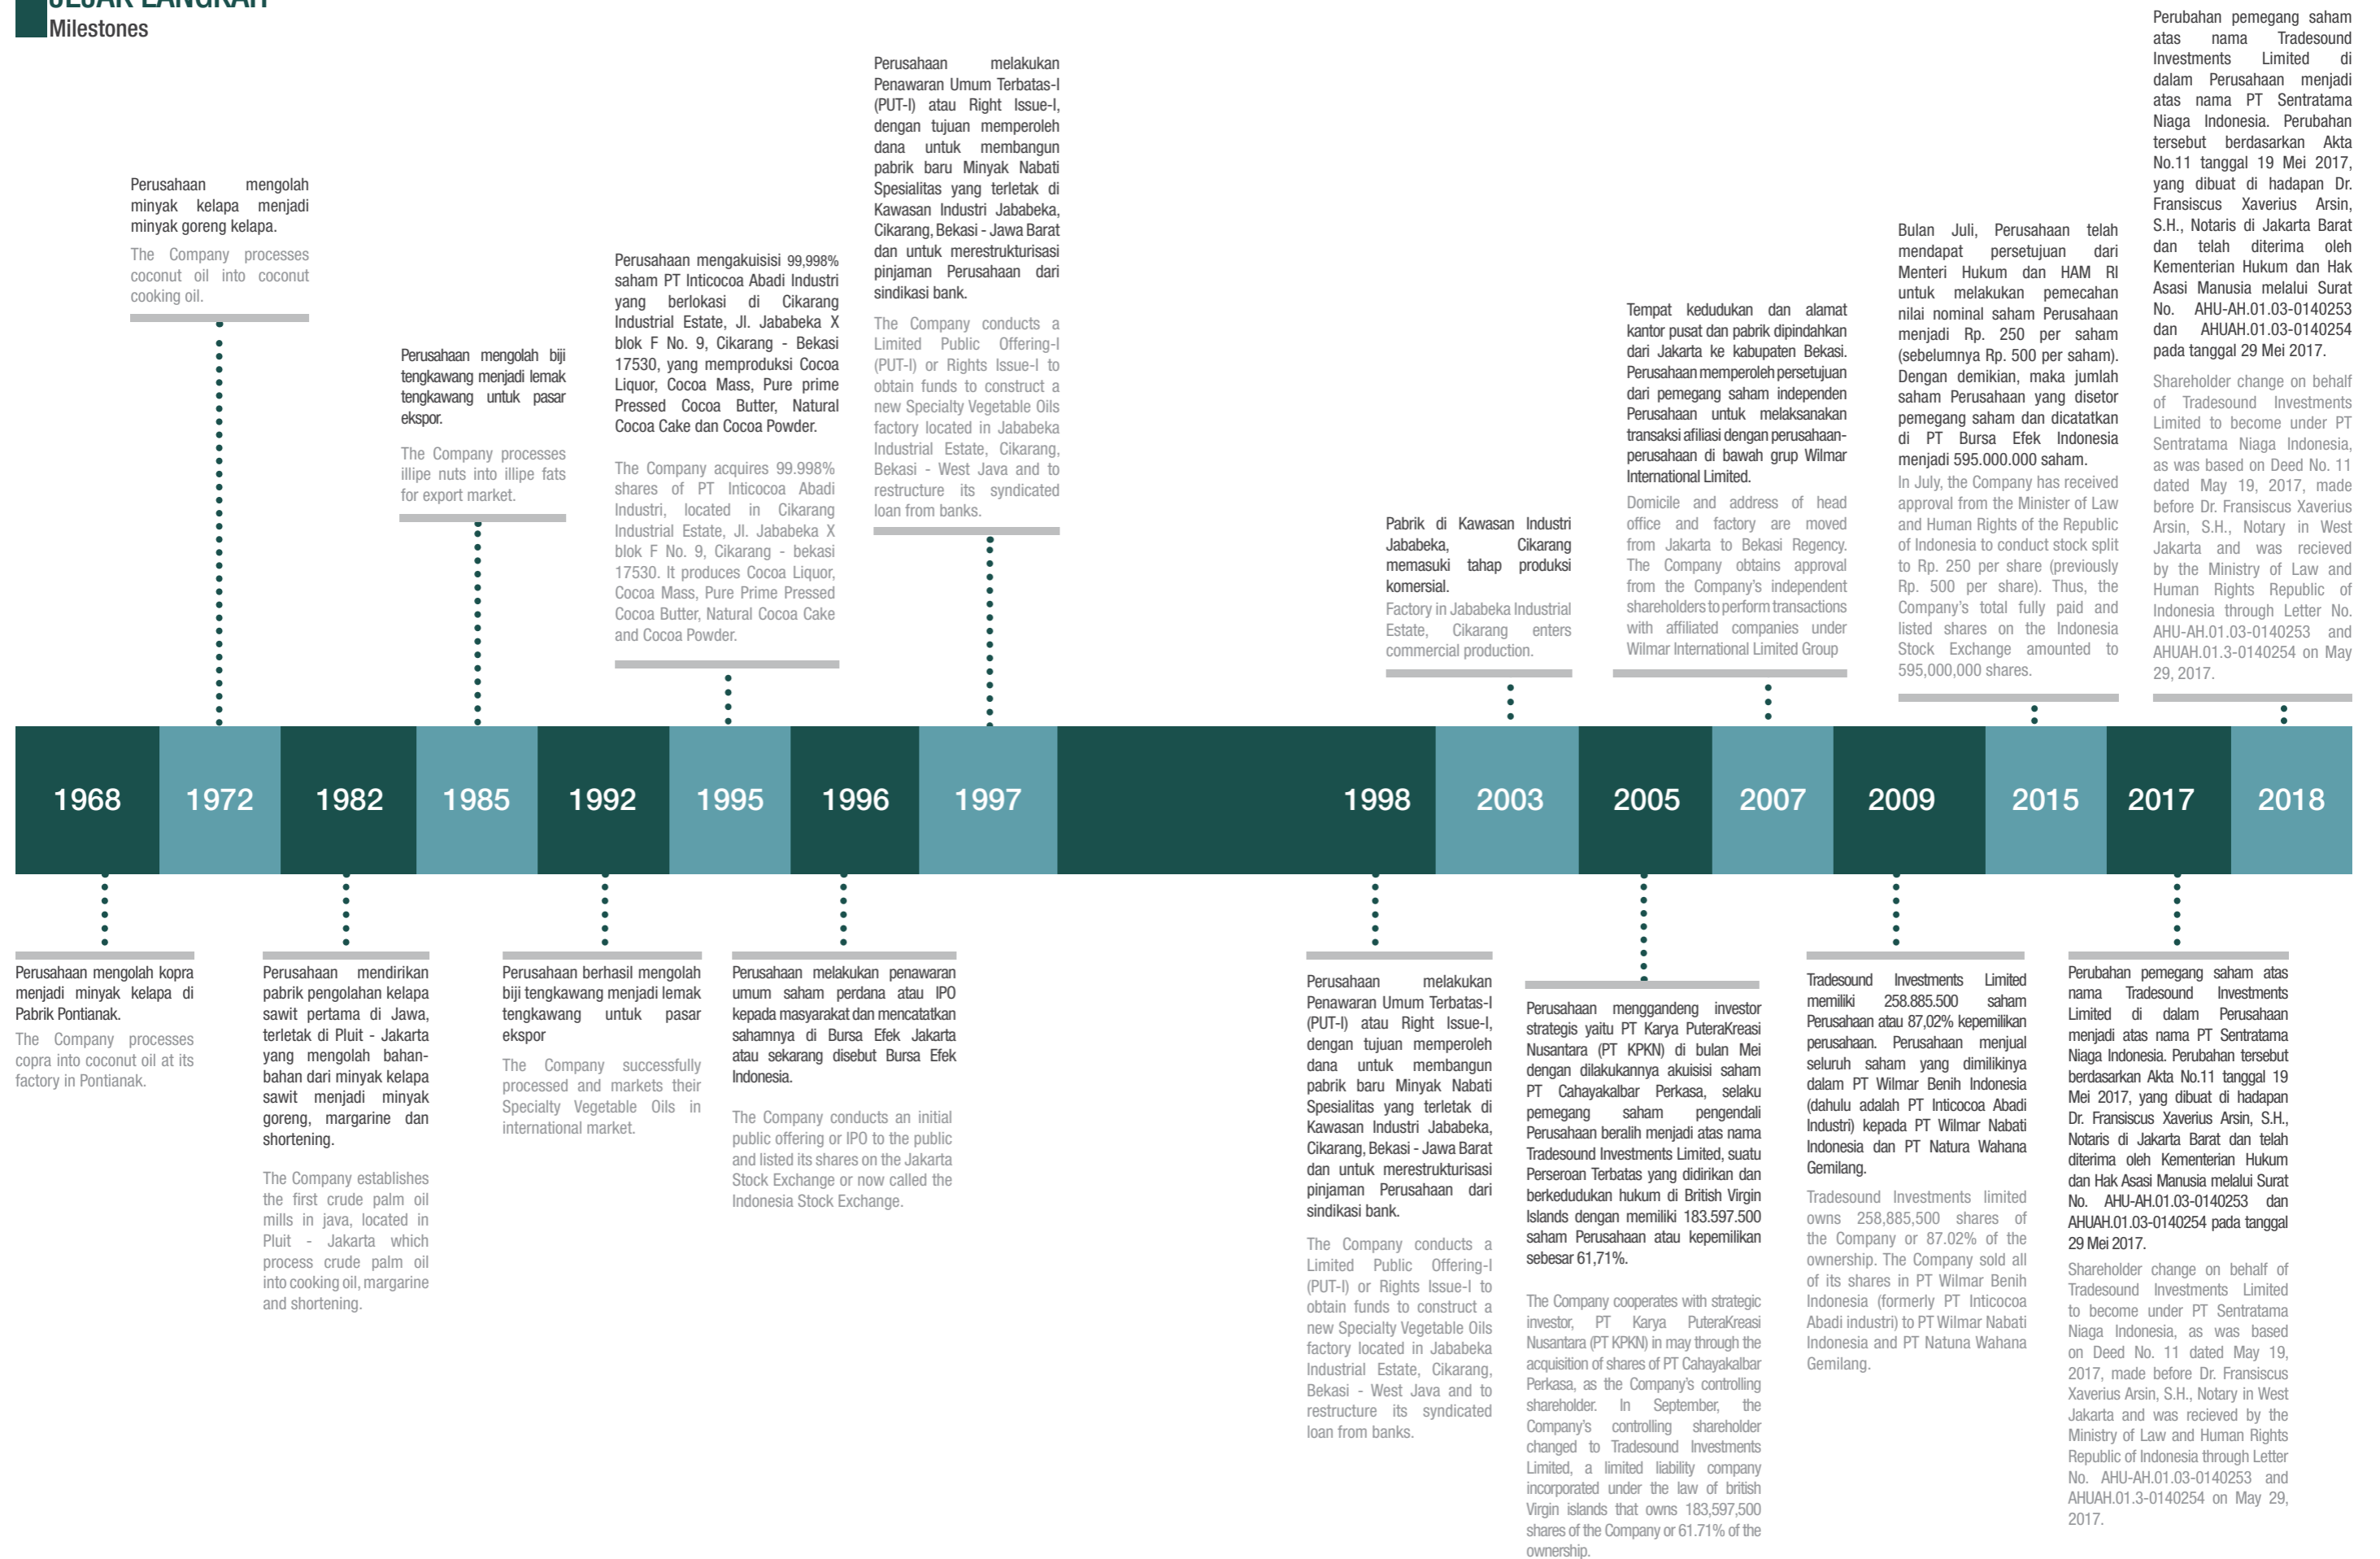 JEJAK LANGKAH
Milestones
Perusahaan mengolah
minyak kelapa menjadi
minyak goreng kelapa.
The Company processes
coconut oil into coconut
cooking oil.
Perusahaan mengolah biji
tengkawang menjadi lemak
tengkawang untuk pasar
ekspor.
The Company processes
illipe nuts into illipe fats
for export market.
Perusahaan mengakuisisi 99,998%
saham PT Inticocoa Abadi Industri
yang berlokasi di Cikarang
Industrial Estate, Jl. Jababeka X
blok F No. 9, Cikarang - Bekasi
17530, yang memproduksi Cocoa
Liquor, Cocoa Mass, Pure prime
Pressed Cocoa Butter, Natural
Cocoa Cake dan Cocoa Powder.
The Company acquires 99.998%
shares of PT Inticocoa Abadi
Industri, located in Cikarang
Industrial Estate, Jl. Jababeka X
blok F No. 9, Cikarang - bekasi
17530. It produces Cocoa Liquor,
Cocoa Mass, Pure Prime Pressed
Cocoa Butter, Natural Cocoa Cake
and Cocoa Powder.
Perusahaan melakukan
Penawaran Umum Terbatas-I
(PUT-I) atau Right Issue-I,
dengan tujuan memperoleh
dana untuk membangun
pabrik baru Minyak Nabati
Spesialitas yang terletak di
Kawasan Industri Jababeka,
Cikarang, Bekasi - Jawa Barat
dan untuk merestrukturisasi
pinjaman Perusahaan dari
sindikasi bank.
The Company conducts a
Limited Public Offering-I
(PUT-I) or Rights Issue-I to
obtain funds to construct a
new Specialty Vegetable Oils
factory located in Jababeka
Industrial Estate, Cikarang,
Bekasi - West Java and to
restructure its syndicated
loan from banks.
Pabrik di Kawasan Industri
Jababeka, Cikarang
memasuki tahap produksi
komersial.
Factory in Jababeka Industrial
Estate, Cikarang enters
commercial production.
Tempat kedudukan dan alamat
kantor pusat dan pabrik dipindahkan
dari Jakarta ke kabupaten Bekasi.
Perusahaan memperoleh persetujuan
dari pemegang saham independen
Perusahaan untuk melaksanakan
transaksi afiliasi dengan perusahaan-
perusahaan di bawah grup Wilmar
International Limited.
Domicile and address of head
office and factory are moved
from Jakarta to Bekasi Regency.
The Company obtains approval
from the Company's independent
shareholders to perform transactions
with affiliated companies under
Wilmar International Limited Group
Bulan Juli, Perusahaan telah
mendapat persetujuan dari
Menteri Hukum dan HAM RI
untuk melakukan pemecahan
nilai nominal saham Perusahaan
menjadi Rp. 250 per saham
(sebelumnya Rp. 500 per saham).
Dengan demikian, maka jumlah
saham Perusahaan yang disetor
pemegang saham dan dicatatkan
di PT Bursa Efek Indonesia
menjadi 595.000.000 saham.
In July, the Company has received
approval from the Minister of Law
and Human Rights of the Republic
of Indonesia to conduct stock split
to Rp. 250 per share (previously
Rp. 500 per share). Thus, the
Company's total fully paid and
listed shares on the Indonesia
Stock Exchange amounted to
595,000,000 shares.
Perubahan pemegang saham
atas nama Tradesound
Investments Limited di
dalam Perusahaan menjadi
atas nama PT Sentratama
Niaga Indonesia. Perubahan
tersebut berdasarkan Akta
No.11 tanggal 19 Mei 2017,
yang dibuat di hadapan Dr.
Fransiscus Xaverius Arsin,
S.H., Notaris di Jakarta Barat
dan telah diterima oleh
Kementerian Hukum dan Hak
Asasi Manusia melalui Surat
No. AHU-AH.01.03-0140253
dan AHUAH.01.03-0140254
pada tanggal 29 Mei 2017.
Shareholder change on behalf
of Tradesound Investments
Limited to become under PT
Sentratama Niaga Indonesia,
as was based on Deed No. 11
dated May 19, 2017, made
before Dr. Fransiscus Xaverius
Arsin, S.H., Notary in West
Jakarta and was recieved
by the Ministry of Law and
Human Rights Republic of
Indonesia through Letter No.
AHU-AH.01.03-0140253 and
AHUAH.01.3-0140254 on May
29, 2017.
1968 1972 1982 1985 1992 1995 1996 1997 1998 2003 2005 2007 2009 2015 2017 2018
Perusahaan mengolah kopra
menjadi minyak kelapa di
Pabrik Pontianak.
The Company processes
copra into coconut oil at its
factory in Pontianak.
Perusahaan mendirikan
pabrik pengolahan kelapa
sawit pertama di Jawa,
terletak di Pluit - Jakarta
yang mengolah bahan-
bahan dari minyak kelapa
sawit menjadi minyak
goreng, margarine dan
shortening.
The Company establishes
the first crude palm oil
mills in java, located in
Pluit - Jakarta which
process crude palm oil
into cooking oil, margarine
and shortening.
Perusahaan berhasil mengolah
biji tengkawang menjadi lemak
tengkawang untuk pasar
ekspor
The Company successfully
processed and markets their
Specialty Vegetable Oils in
international market.
Perusahaan melakukan penawaran
umum saham perdana atau IPO
kepada masyarakat dan mencatatkan
sahamnya di Bursa Efek Jakarta
atau sekarang disebut Bursa Efek
Indonesia.
The Company conducts an initial
public offering or IPO to the public
and listed its shares on the Jakarta
Stock Exchange or now called the
Indonesia Stock Exchange.
Perusahaan melakukan
Penawaran Umum Terbatas-I
(PUT-I) atau Right Issue-I,
dengan tujuan memperoleh
dana untuk membangun
pabrik baru Minyak Nabati
Spesialitas yang terletak di
Kawasan Industri Jababeka,
Cikarang, Bekasi - Jawa Barat
dan untuk merestrukturisasi
pinjaman Perusahaan dari
sindikasi bank.
The Company conducts a
Limited Public Offering-I
(PUT-I) or Rights Issue-I to
obtain funds to construct a
new Specialty Vegetable Oils
factory located in Jababeka
Industrial Estate, Cikarang,
Bekasi - West Java and to
restructure its syndicated
loan from banks.
Perusahaan menggandeng investor
strategis yaitu PT Karya PuteraKreasi
Nusantara (PT KPKN) di bulan Mei
dengan dilakukannya akuisisi saham
PT Cahayakalbar Perkasa, selaku
pemegang saham pengendali
Perusahaan beralih menjadi atas nama
Tradesound Investments Limited, suatu
Perseroan Terbatas yang didirikan dan
berkedudukan hukum di British Virgin
Islands dengan memiliki 183.597.500
saham Perusahaan atau kepemilikan
sebesar 61,71%.
The Company cooperates with strategic
investor, PT Karya PuteraKreasi
Nusantara (PT KPKN) in may through the
acquisition of shares of PT Cahayakalbar
Perkasa, as the Company's controlling
shareholder. In September, the
Company's controlling shareholder
changed to Tradesound Investments
Limited, a limited liability company
incorporated under the law of british
Virgin islands that owns 183,597,500
shares of the Company or 61.71% of the
ownership.
Tradesound Investments Limited
memiliki 258.885.500 saham
Perusahaan atau 87,02% kepemilikan
perusahaan. Perusahaan menjual
seluruh saham yang dimilikinya
dalam PT Wilmar Benih Indonesia
(dahulu adalah PT Inticocoa Abadi
Industri) kepada PT Wilmar Nabati
Indonesia dan PT Natura Wahana
Gemilang.
Tradesound Investments limited
owns 258,885,500 shares of
the Company or 87.02% of the
ownership. The Company sold all
of its shares in PT Wilmar Benih
Indonesia (formerly PT Inticocoa
Abadi industri) to PT Wilmar Nabati
Indonesia and PT Natuna Wahana
Gemilang.
Perubahan pemegang saham atas
nama Tradesound Investments
Limited di dalam Perusahaan
menjadi atas nama PT Sentratama
Niaga Indonesia. Perubahan tersebut
berdasarkan Akta No.11 tanggal 19
Mei 2017, yang dibuat di hadapan
Dr. Fransiscus Xaverius Arsin, S.H.,
Notaris di Jakarta Barat dan telah
diterima oleh Kementerian Hukum
dan Hak Asasi Manusia melalui Surat
No. AHU-AH.01.03-0140253 dan
AHUAH.01.03-0140254 pada tanggal
29 Mei 2017.
Shareholder change on behalf of
Tradesound Investments Limited
to become under PT Sentratama
Niaga Indonesia, as was based
on Deed No. 11 dated May 19,
2017, made before Dr. Fransiscus
Xaverius Arsin, S.H., Notary in West
Jakarta and was recieved by the
Ministry of Law and Human Rights
Republic of Indonesia through Letter
No. AHU-AH.01.03-0140253 and
AHUAH.01.3-0140254 on May 29,
2017.